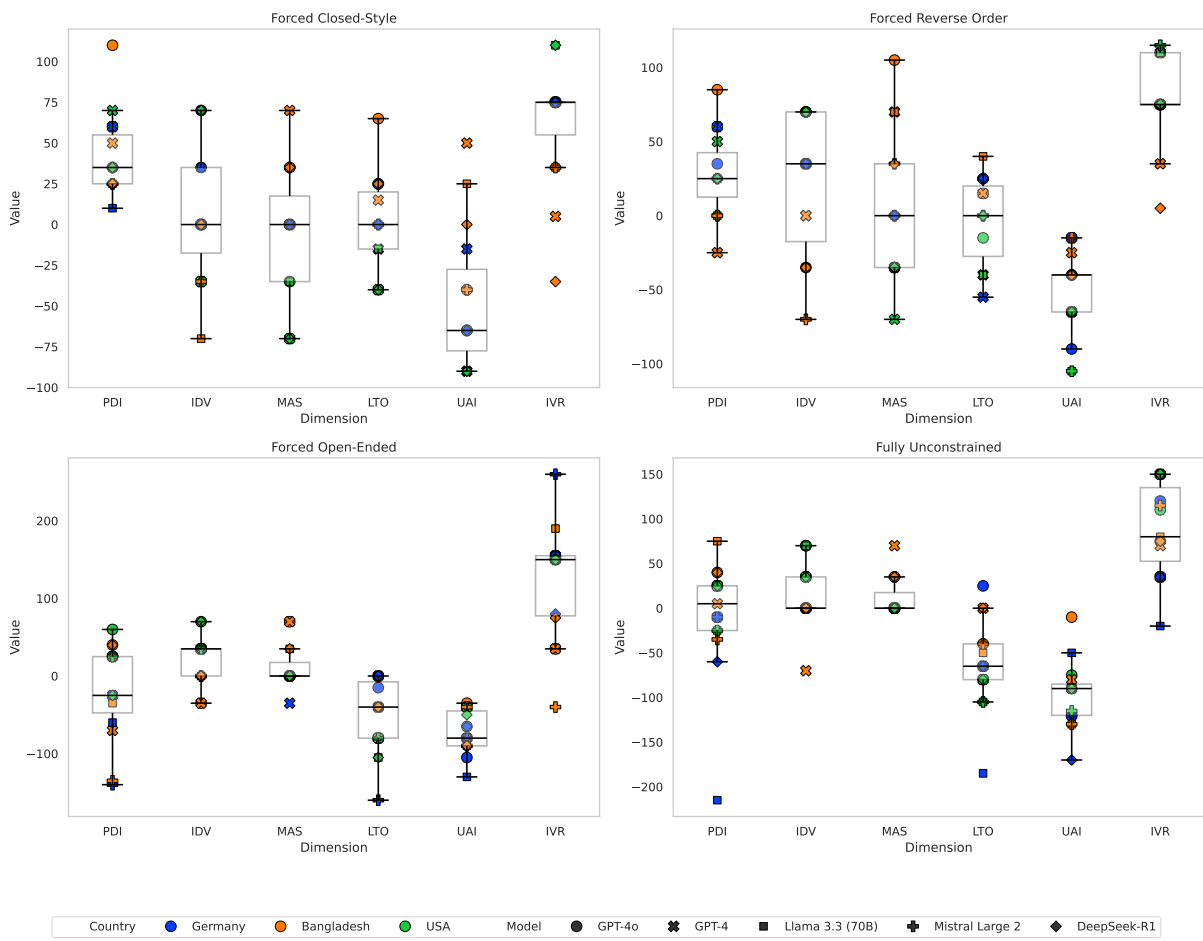 Forced Closed-Style
Value
100
75
50
25
0
−25
−50
−75
−100
PDI IDV MAS LTO UAI IVR
Dimension
Forced Reverse Order
Value
100
50
0
−50
−100
PDI IDV MAS LTO UAI IVR
Dimension
Forced Open-Ended
Value
200
100
0
−100
PDI IDV MAS LTO UAI IVR
Dimension
Fully Unconstrained
Value
150
100
50
0
−50
−100
−150
−200
PDI IDV MAS LTO UAI IVR
Dimension
Country Germany Bangladesh USA Model GPT-4o GPT-4 Llama 3.3 (70B) Mistral Large 2 DeepSeek-R1